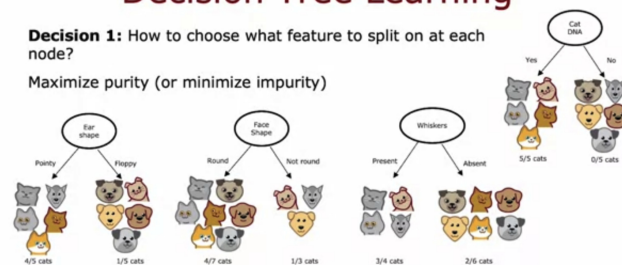 Decision Tree Learning
Decision 1: How to choose what feature to split on at each
node?
Maximize purity (or minimize impurity)
Cat
DNA
Yes
No
5/5 cats
0/5 cats
Ear
shape
Pointy
Floppy
4/5 cats
1/5 cats
Face
Shape
Round
Not round
4/7 cats
1/3 cats
Whiskers
Present
Absent
3/4 cats
2/6 cats